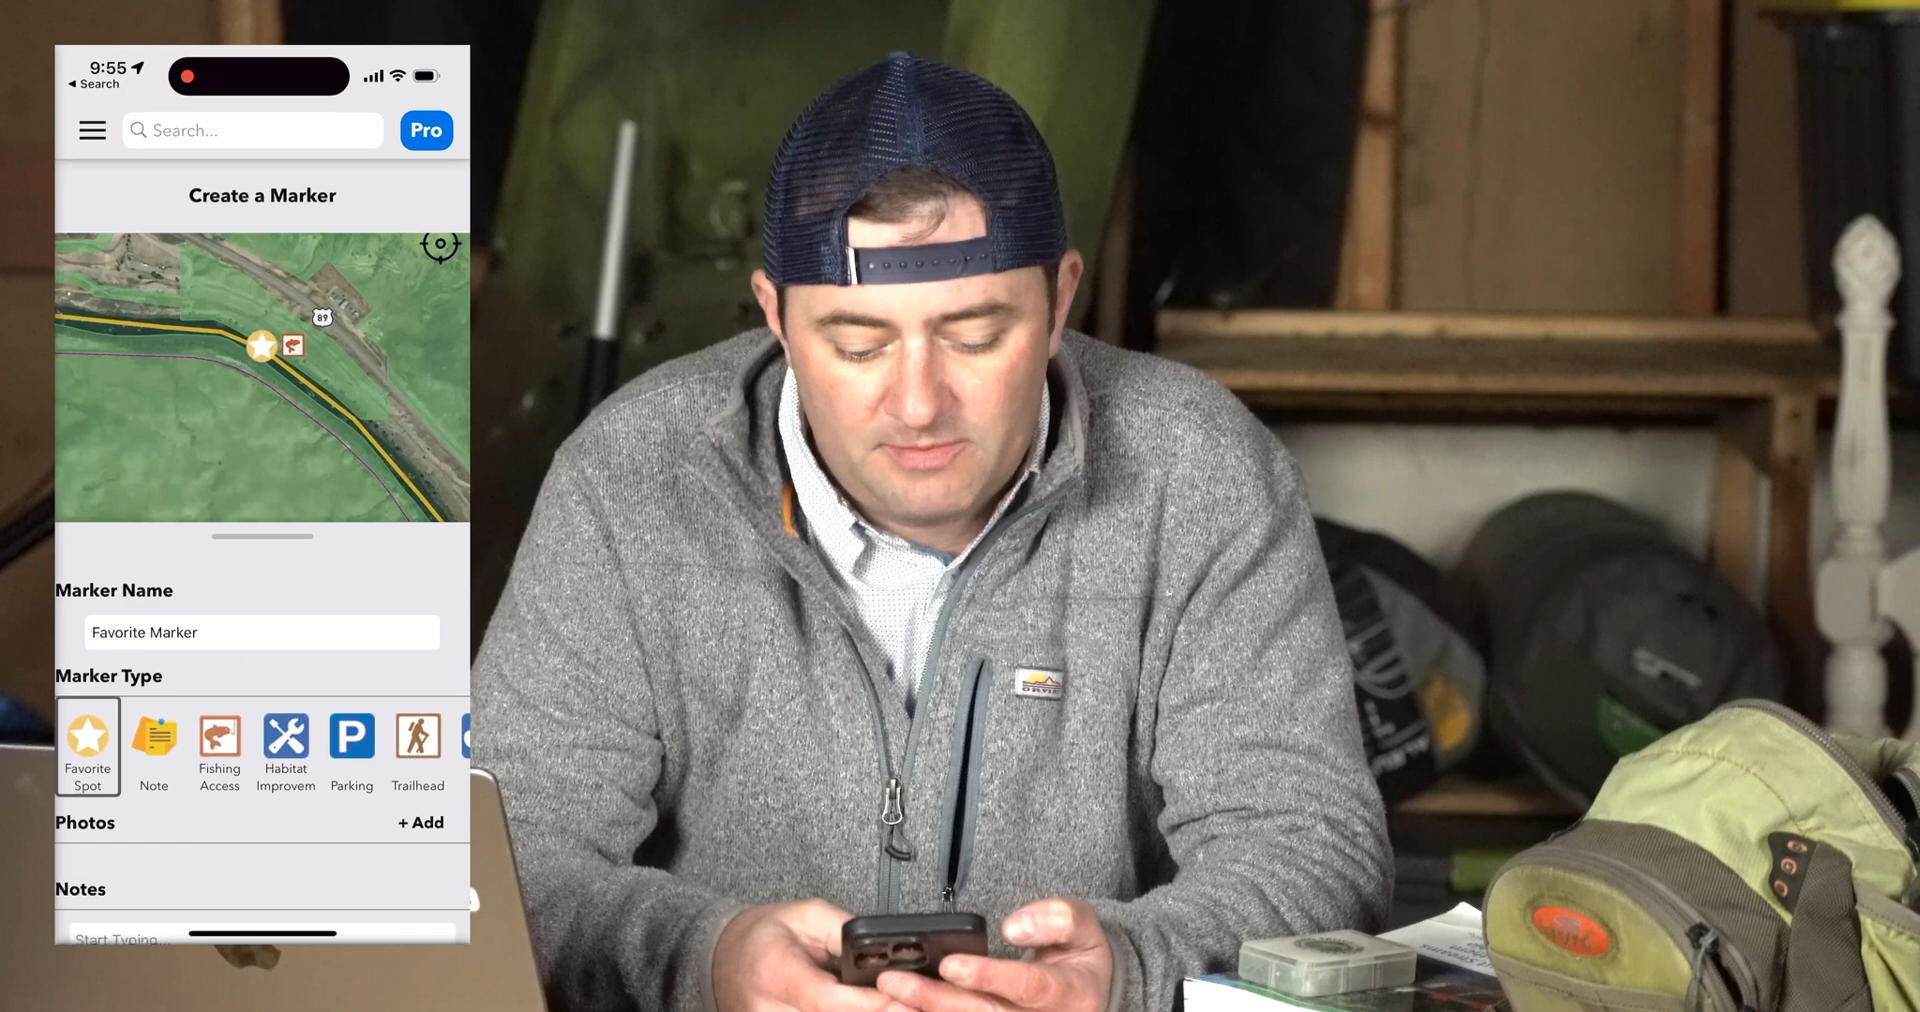 9:55
◄ Search
Search...
Pro
Create a Marker
89
Marker Name
Favorite Marker
Marker Type
Favorite Spot
Note
Fishing Access
Habitat Improvem
P
Parking
Trailhead
Photos
+ Add
Notes
Start Typing...
ORVIS